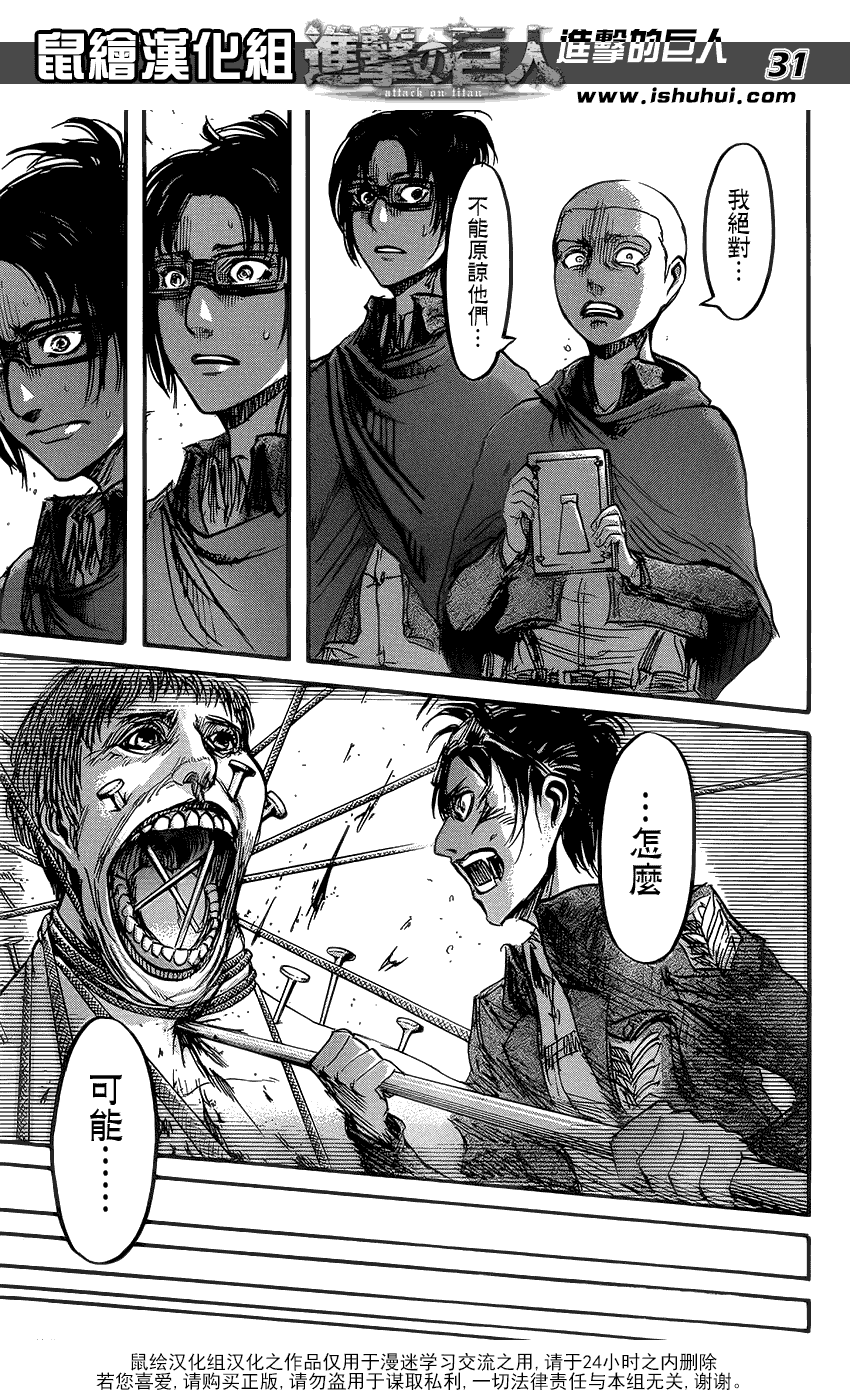 鼠繪漢化組
進撃の巨人
attack on titan
進擊的巨人
31
www.ishuhui.com
我絕對…
不能原諒他們…
…怎麼
可能……
鼠绘汉化组汉化之作品仅用于漫迷学习交流之用, 请于24小时之内删除
若您喜爱, 请购买正版, 请勿盗用于谋取私利, 一切法律责任与本组无关, 谢谢.